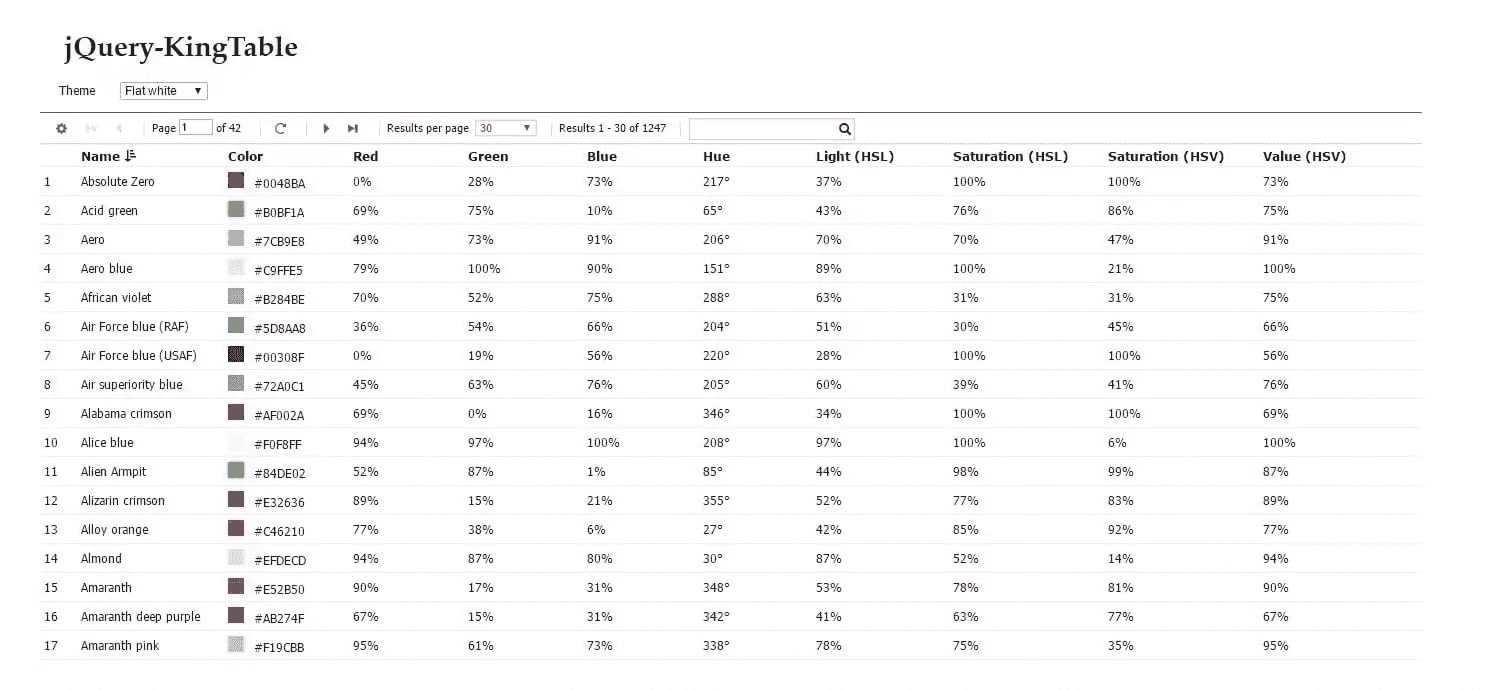 jQuery-KingTable
Theme Flat white
Page 1 of 42 Results per page 30 Results 1 - 30 of 1247
Name Color Red Green Blue Hue Light (HSL) Saturation (HSL) Saturation (HSV) Value (HSV)
1 Absolute Zero #0048BA 0% 28% 73% 217° 37% 100% 100% 73%
2 Acid green #B0BF1A 69% 75% 10% 65° 43% 76% 86% 75%
3 Aero #7CB9E8 49% 73% 91% 206° 70% 70% 47% 91%
4 Aero blue #C9FFE5 79% 100% 90% 151° 89% 100% 21% 100%
5 African violet #B284BE 70% 52% 75% 288° 63% 31% 31% 75%
6 Air Force blue (RAF) #5D8AA8 36% 54% 66% 204° 51% 30% 45% 66%
7 Air Force blue (USAF) #00308F 0% 19% 56% 220° 28% 100% 100% 56%
8 Air superiority blue #72A0C1 45% 63% 76% 205° 60% 39% 41% 76%
9 Alabama crimson #AF002A 69% 0% 16% 346° 34% 100% 100% 69%
10 Alice blue #F0F8FF 94% 97% 100% 208° 97% 100% 6% 100%
11 Alien Armpit #84DE02 52% 87% 1% 85° 44% 98% 99% 87%
12 Alizarin crimson #E32636 89% 15% 21% 355° 52% 77% 83% 89%
13 Alloy orange #C46210 77% 38% 6% 27° 42% 85% 92% 77%
14 Almond #EFDECD 94% 87% 80% 30° 87% 52% 14% 94%
15 Amaranth #E52B50 90% 17% 31% 348° 53% 78% 81% 90%
16 Amaranth deep purple #AB274F 67% 15% 31% 342° 41% 63% 77% 67%
17 Amaranth pink #F19CBB 95% 61% 73% 338° 78% 75% 35% 95%